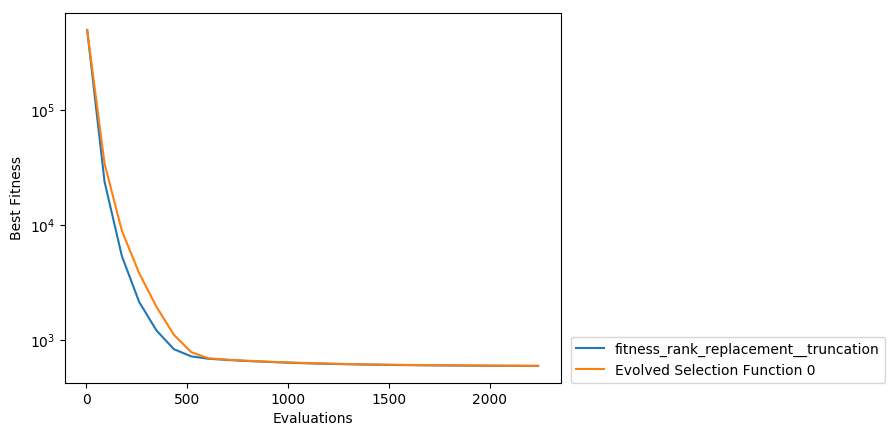 Best Fitness
10^5
10^4
10^3
0 500 1000 1500 2000
Evaluations
fitness_rank_replacement__truncation
Evolved Selection Function 0